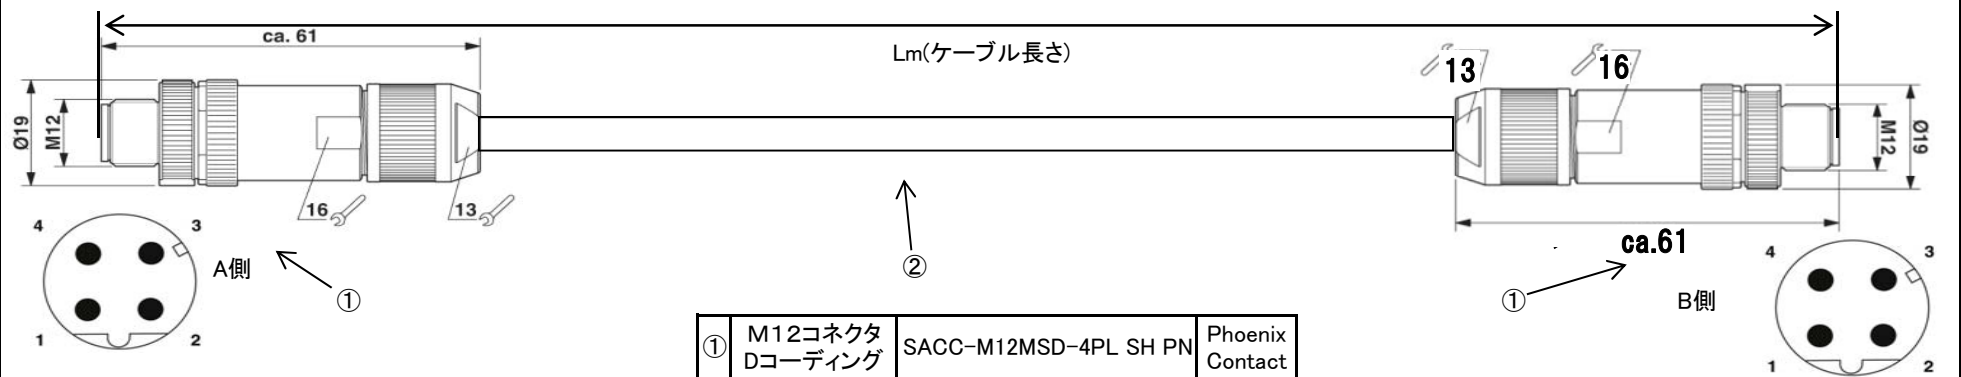 ca. 61
Lm(ケーブル長さ)
13
16
Ø19
M12
M12
Ø19
16
13
ca.61
4
3
A側
①
1
2
②
①
B側
4
3
1
2
①
M12コネクタ
Dコーディング
SACC-M12MSD-4PL SH PN
Phoenix
Contact